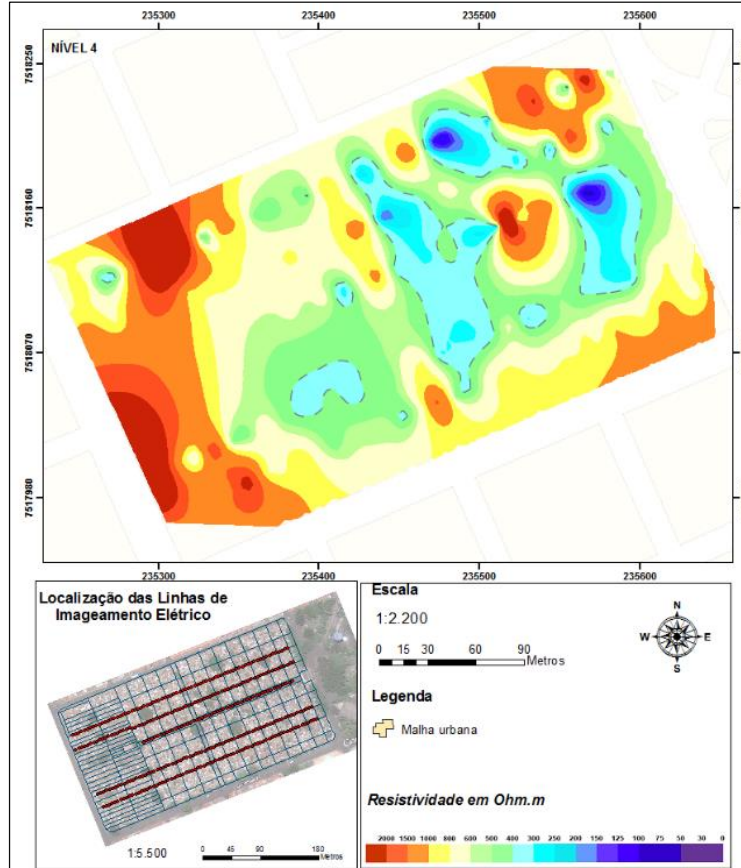 235300 235400 235500 235600
NÍVEL 4
7518250
7518160
7518070
7517980
235300 235400 235500 235600
Localização das Linhas de
Imageamento Elétrico
1:5.500
0 45 90 180
Metros
Escala
1:2.200
0 15 30 60 90
Metros
N
W E
S
Legenda
Malha urbana
Resistividade em Ohm.m
2000 1500 1000 800 600 500 400 350 300 250 200 150 125 100 75 50 30 0